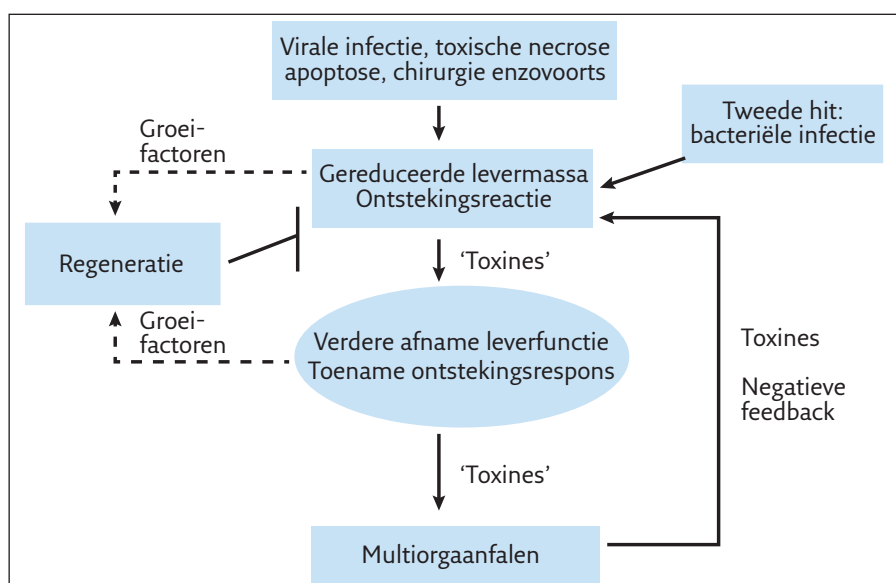 Virale infectie, toxische necrose
apoptose, chirurgie enzovoorts
Tweede hit:
bacteriële infectie
Groei-
factoren
Gereduceerde levermassa
Ontstekingsreactie
Regeneratie
‘Toxines’
Groei-
factoren
Verdere afname leverfunctie
Toename ontstekingsrespons
Toxines
Negatieve
feedback
‘Toxines’
Multiorgaanfalen